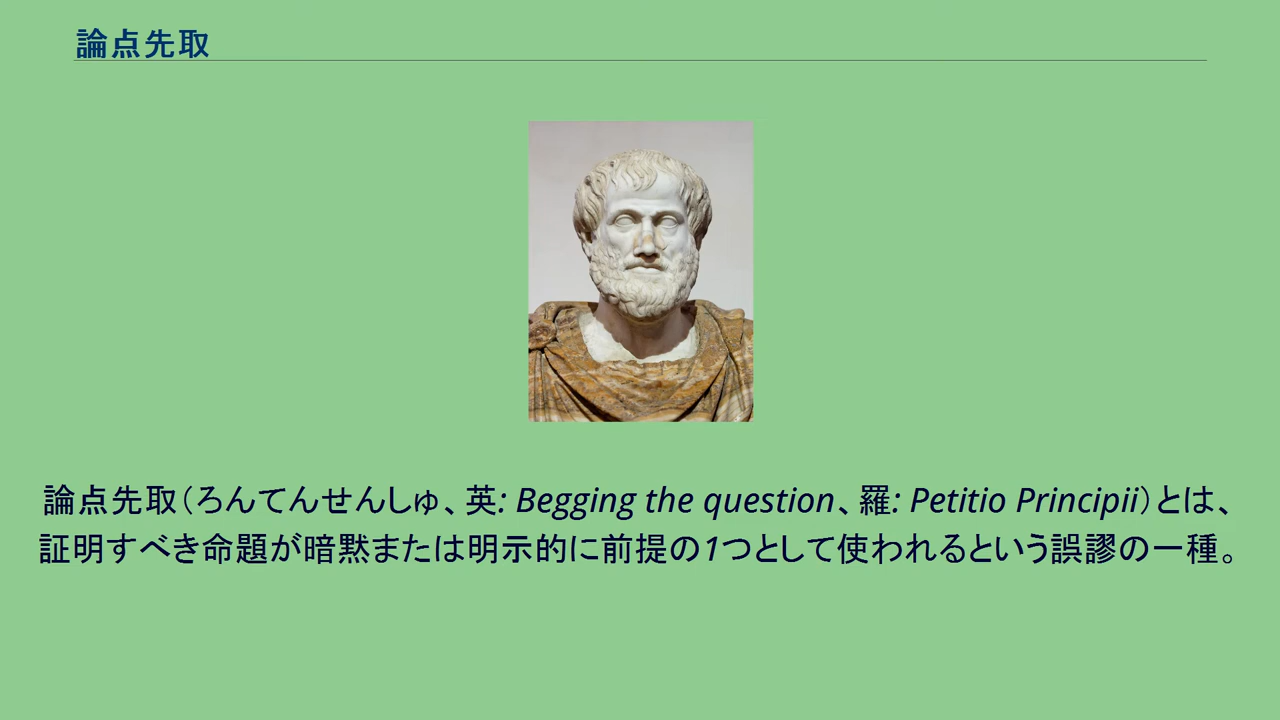 論点先取
論点先取（ろんてんせんしゅ、英: Begging the question、羅: Petitio Principii）とは、
証明すべき命題が暗黙または明示的に前提の1つとして使われるという誤謬の一種。